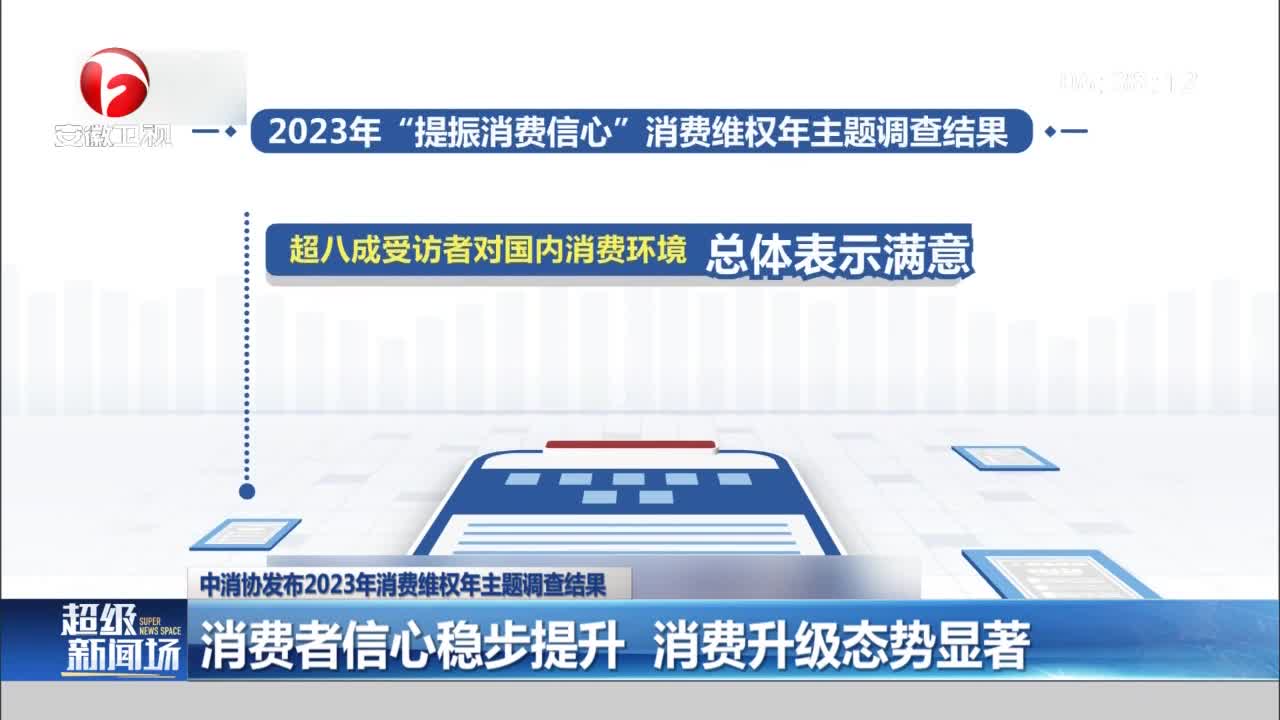 安徽卫视
2023年“提振消费信心”消费维权年主题调查结果
超八成受访者对国内消费环境 总体表示满意
中消协发布2023年消费维权年主题调查结果
超级新闻场
SUPER
NEWS SPACE
消费者信心稳步提升 消费升级态势显著